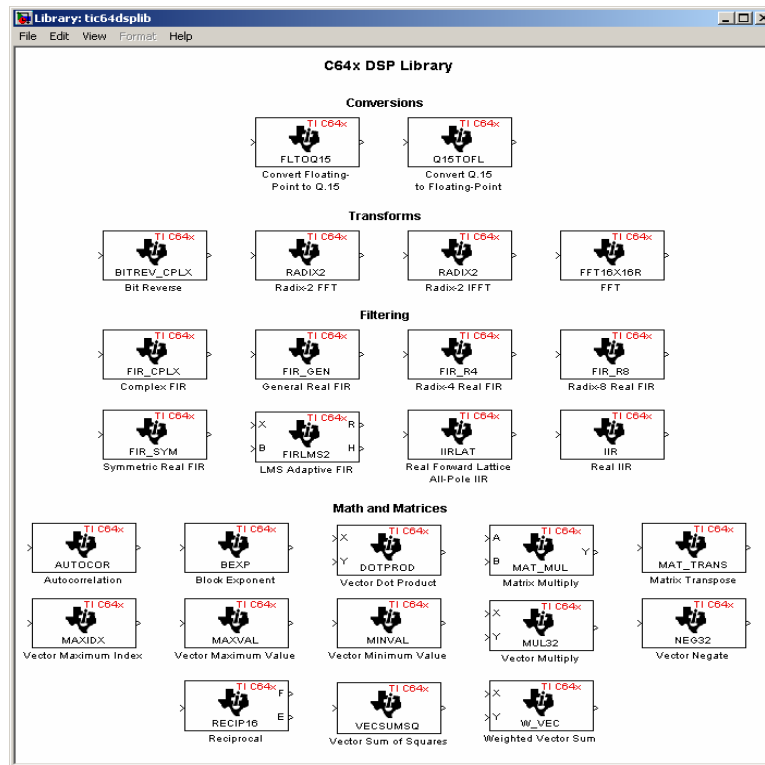 Library: tic64dsplib
File Edit View Format Help
C64x DSP Library
Conversions
TI C64x TI C64x
FLTOQ15 Q15TOFL
Convert Floating- Convert Q.15
Point to Q.15 to Floating-Point
Transforms
TI C64x TI C64x TI C64x TI C64x
BITREV_CPLX RADIX2 RADIX2 FFT16X16R
Bit Reverse Radix-2 FFT Radix-2 IFFT FFT
Filtering
TI C64x TI C64x TI C64x TI C64x
FIR_CPLX FIR_GEN FIR_R4 FIR_R8
Complex FIR General Real FIR Radix-4 Real FIR Radix-8 Real FIR
TI C64x TI C64x TI C64x TI C64x
X R
FIR_SYM B FIRLMS2 H IIRLAT IIR
Symmetric Real FIR LMS Adaptive FIR Real Forward Lattice Real IIR
All-Pole IIR
Math and Matrices
TI C64x TI C64x TI C64x TI C64x TI C64x
X A Y
AUTOCOR BEXP Y DOTPROD B MAT_MUL MAT_TRANS
Autocorrelation Block Exponent Vector Dot Product Matrix Multiply Matrix Transpose
TI C64x TI C64x TI C64x TI C64x TI C64x
X
MAXIDX MAXVAL MINVAL Y MUL32 NEG32
Vector Maximum Index Vector Maximum Value Vector Minimum Value Vector Multiply Vector Negate
TI C64x TI C64x TI C64x
F X
RECIP16 E VECSUMSQ Y W_VEC
Reciprocal Vector Sum of Squares Weighted Vector Sum